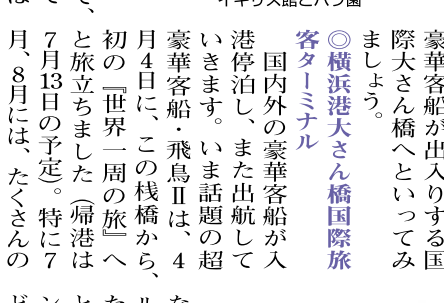 イギリス館とバラ園
豪華客船が出入りする国
際大さん橋へといってみ
ましょう。
◎横浜港大さん橋国際旅
客ターミナル
国内外の豪華客船が入
港停泊し、また出航して
いきます。いま話題の超
豪華客船・飛鳥Ⅱは、4
月4日に、この桟橋から、
初の『世界一周の旅』へ
と旅立ちました（帰港は
7月13日の予定）。特に7
月、8月には、たくさんの